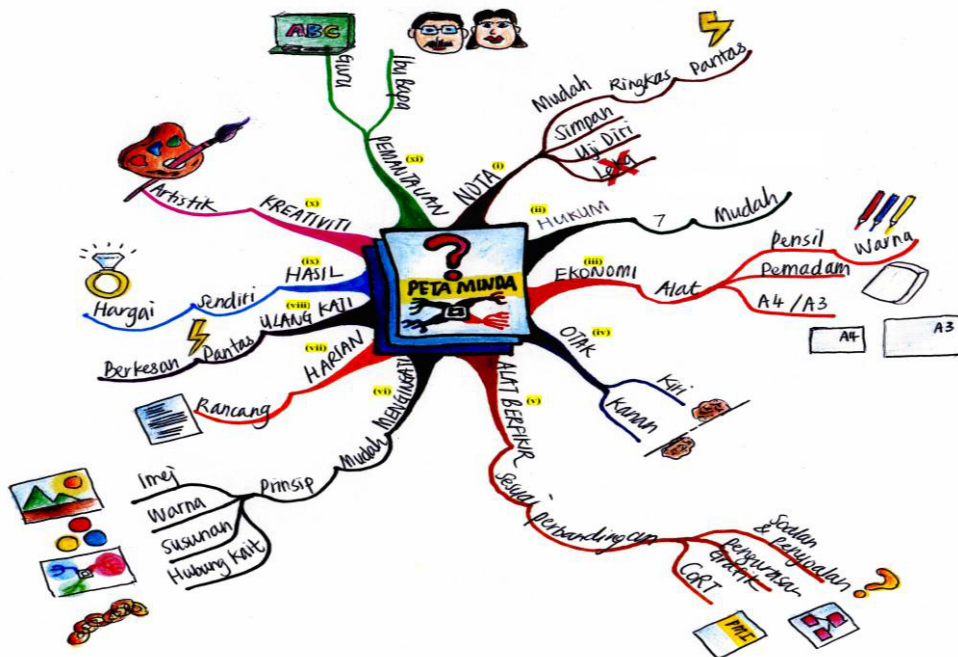 PETA MINDA
?
(i)
NOTA
Mudah
Ringkas
Pantas
Simpan
Uji Diri
Leka
(ii)
HUKUM
7
Mudah
(iii)
EKONOMI
Alat
Pensil
Warna
Pemadam
A4/A3
A4
A3
(iv)
OTAK
Kiri
Kanan
(v)
ALAT BERFIKIR
Sesuai
Perbandingan
Soalan & Penyoalan
?
Pengurusan Grafik
CoRT
PMI
(vi)
MENGINGATI
Mudah
Prinsip
Imej
Warna
Susunan
Hubung Kait
(vii)
HARIAN
Rancang
(viii)
ULANG KAJI
Pantas
Berkesan
(ix)
HASIL
Sendiri
Hargai
(x)
KREATIVITI
Artistik
(xi)
PEMANTAUAN
Guru
ABC
Ibu Bapa